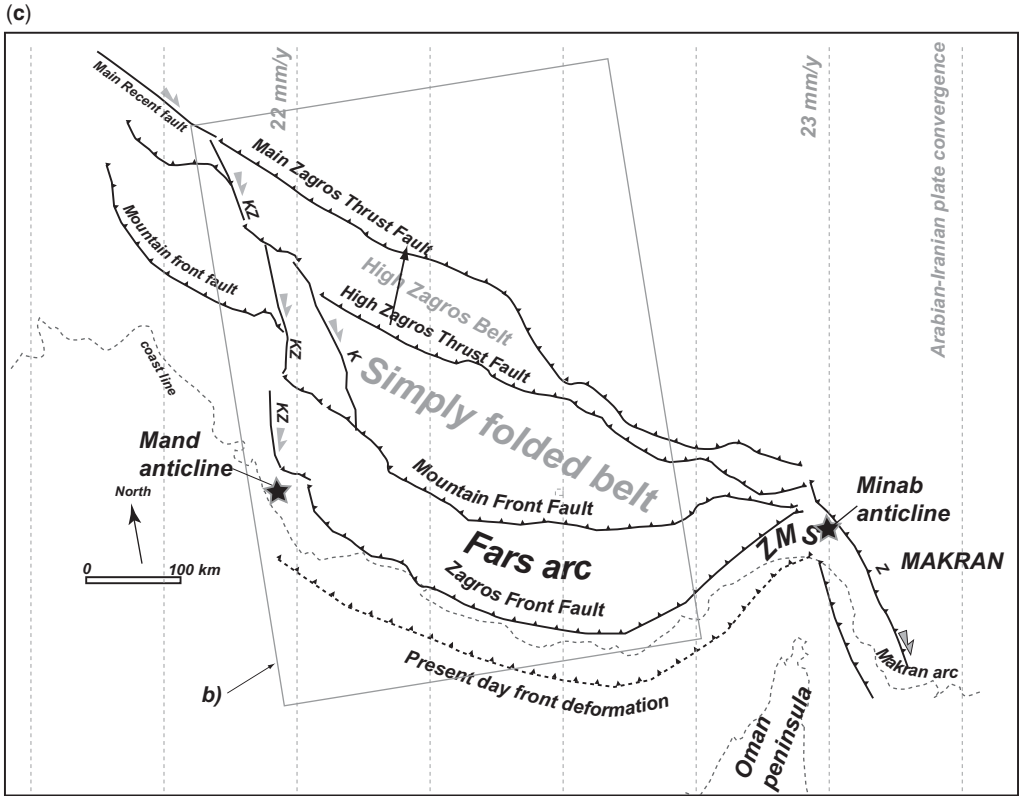 (c)
Main Recent fault
22 mm/y
23 mm/y
Arabian-Iranian plate convergence
Main Zagros Thrust Fault
KZ
Mountain front fault
High Zagros Belt
High Zagros Thrust Fault
coast line
KZ
K
Simply folded belt
KZ
Mand
anticline
North
Mountain Front Fault
Minab
anticline
0 100 km
Fars arc
ZMS
Z
MAKRAN
Zagros Front Fault
Makran arc
Present day front deformation
b)
Oman
peninsula